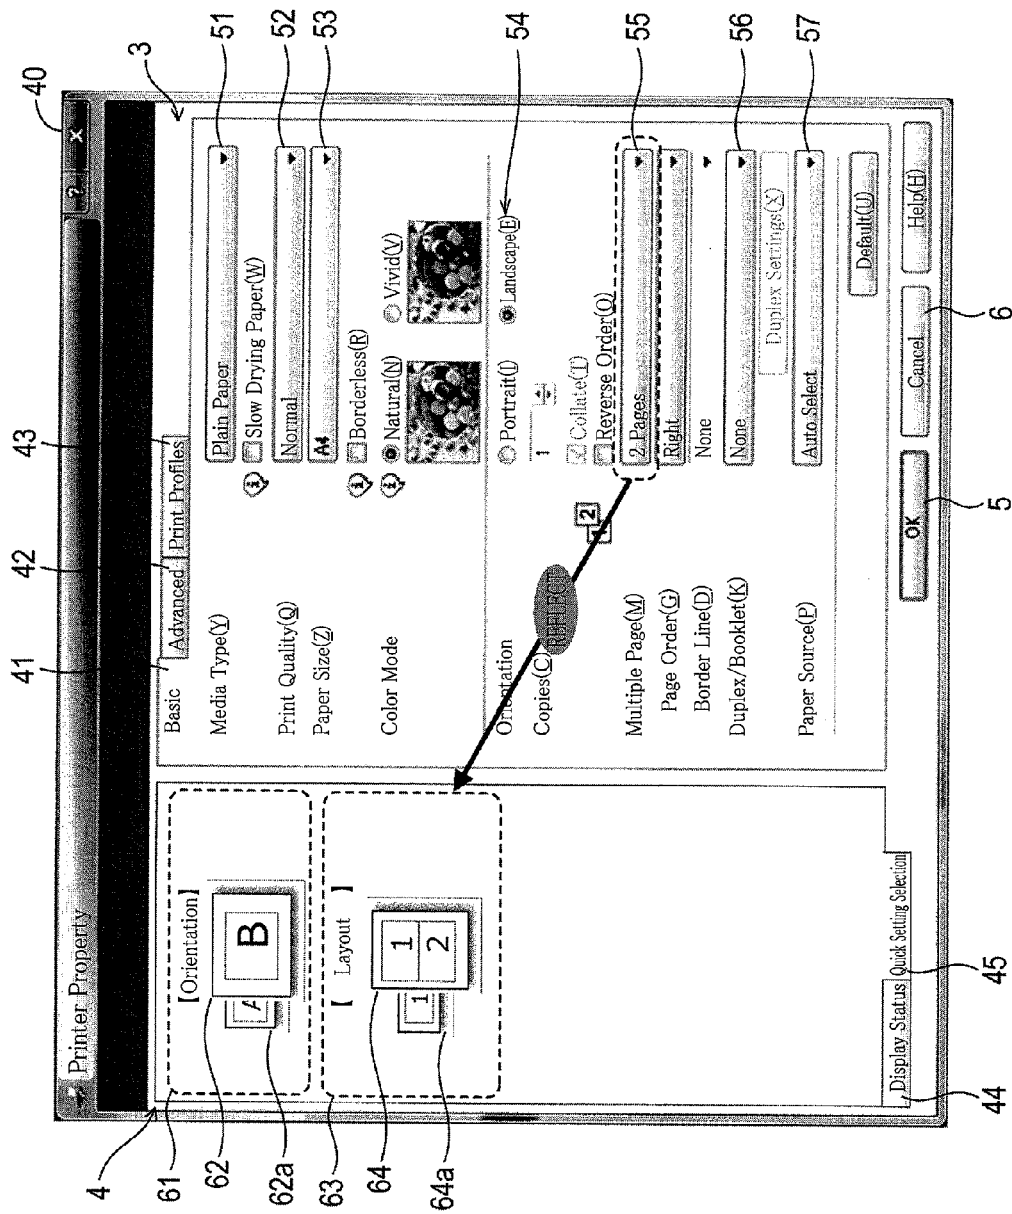 40
Printer Property
? X
4
3
61
【Orientation】
62
A
B
62a
63
【 Layout 】
64
1
1
2
64a
44
Display Status
Quick Setting Selection
45
41
Basic
42
Advanced
43
Print Profiles
Media Type(Y)
Plain Paper
51
Slow Drying Paper(W)
Print Quality(Q)
Normal
52
Paper Size(Z)
A4
53
Borderless(R)
Color Mode
Natural(N)
Vivid(V)
Orientation
Portrait(I)
Landscape(E)
54
Copies(C)
1
REFLECT
1 2
Collate(T)
Reverse Order(O)
Multiple Page(M)
2 Pages
55
Page Order(G)
Right
Border Line(D)
None
Duplex/Booklet(K)
None
56
Duplex Settings(X)
Paper Source(P)
Auto Select
57
Default(U)
OK
Cancel
Help(H)
5
6